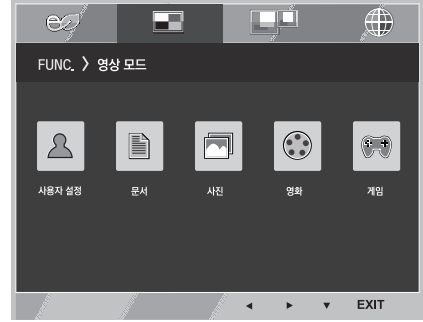 FUNC. > 영상 모드
사용자 설정
문서
사진
영화
게임
EXIT